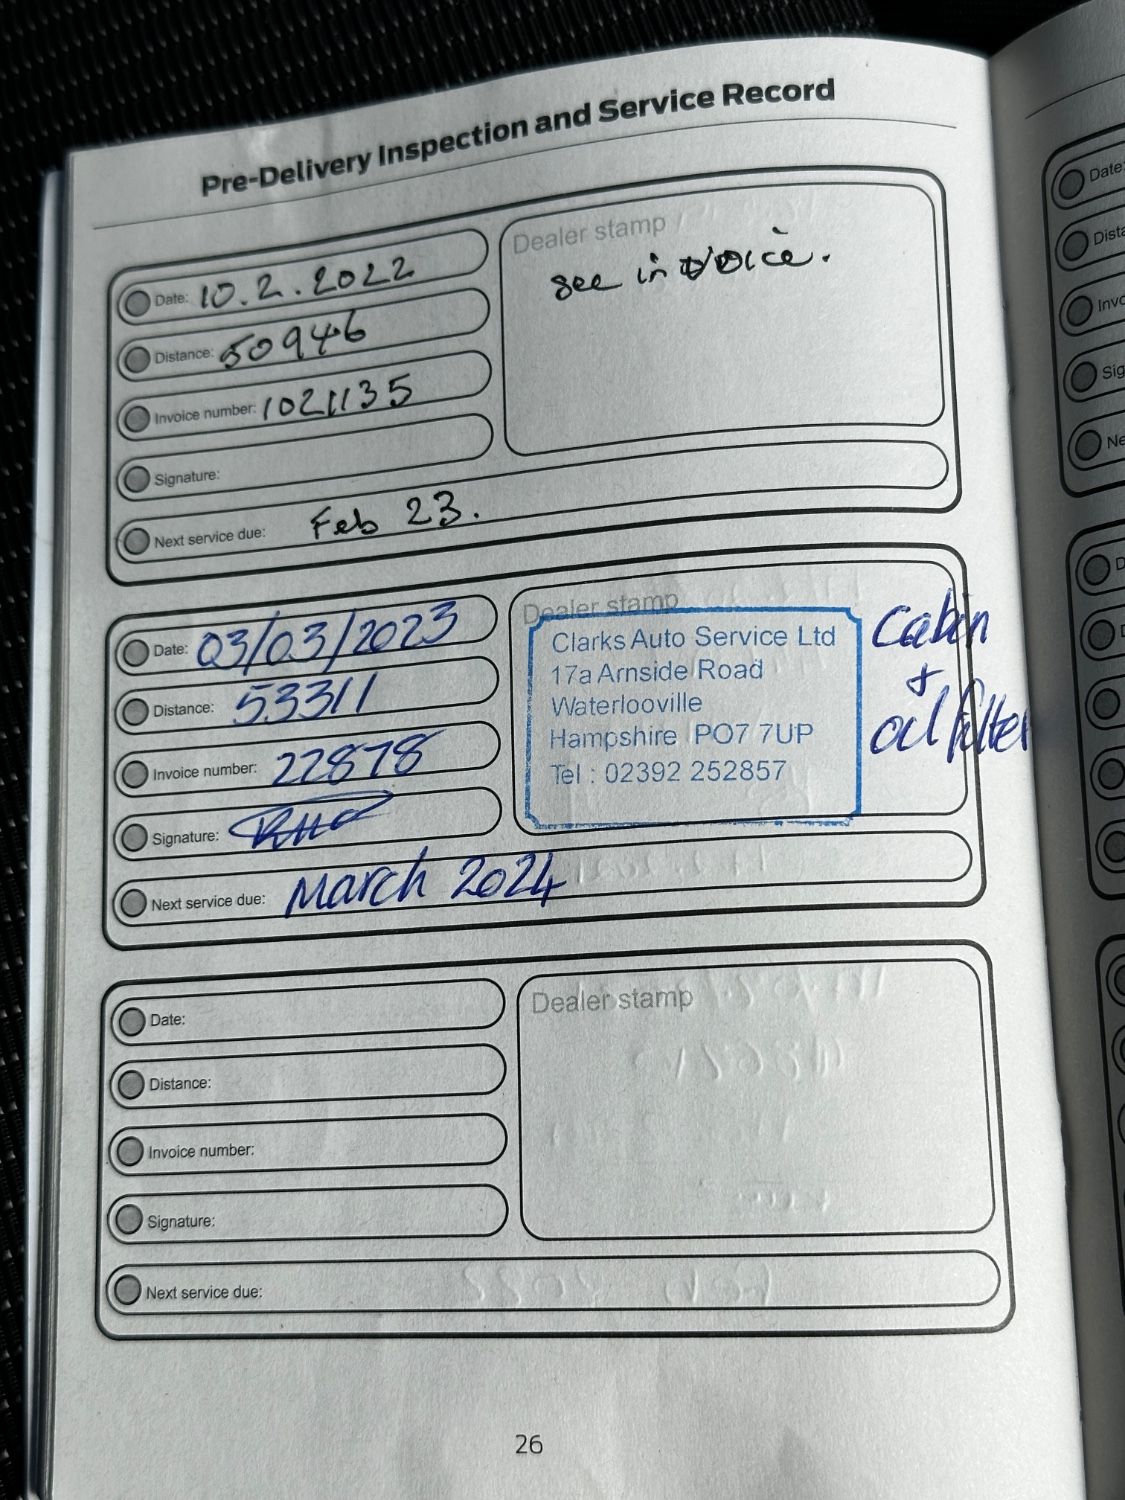 Pre-Delivery Inspection and Service Record
Date: 10.2.2022
Distance: 50946
Invoice number: 1021135
Signature:
Dealer stamp
see invoice.
Next service due: Feb 23.
Date: 03/03/2023
Distance: 53311
Invoice number: 22878
Signature:
Dealer stamp
Clarks Auto Service Ltd
17a Arnside Road
Waterlooville
Hampshire PO7 7UP
Tel : 02392 252857
Cabin
+
oil filter
Next service due: March 2024
Date:
Distance:
Invoice number:
Signature:
Dealer stamp
Next service due:
26
Date: